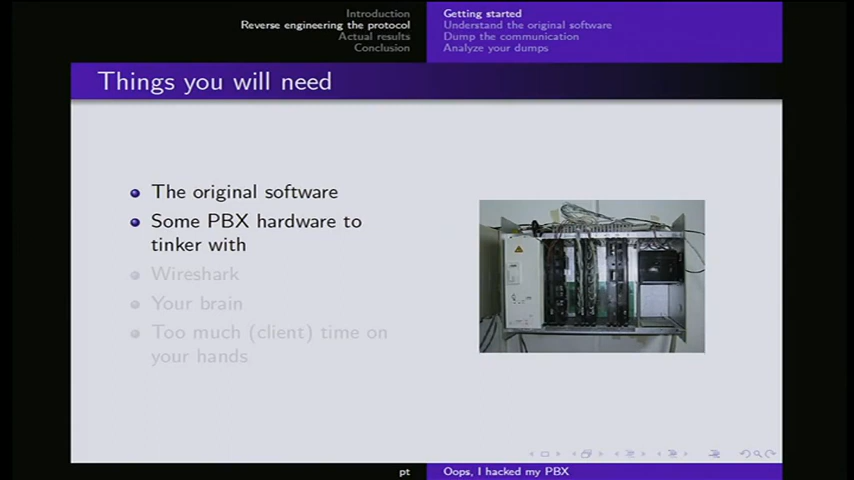 Introduction
Reverse engineering the protocol
Actual results
Conclusion
Getting started
Understand the original software
Dump the communication
Analyze your dumps
Things you will need
The original software
Some PBX hardware to
tinker with
Wireshark
Your brain
Too much (client) time on
your hands
pt
Oops, I hacked my PBX